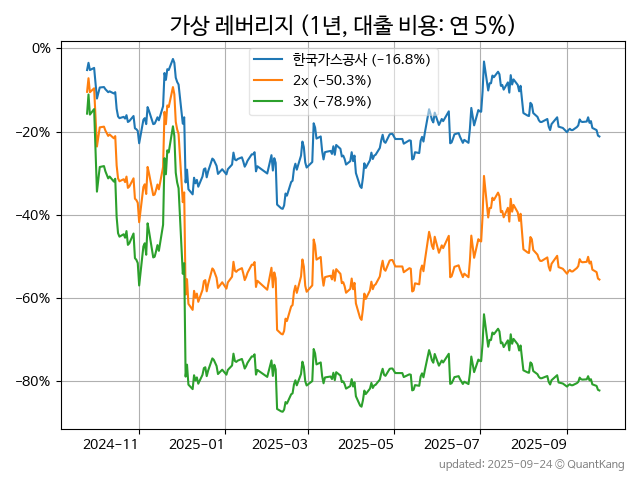 가상 레버리지 (1년, 대출 비용: 연 5%)
한국가스공사 (-16.8%)
2x (-50.3%)
3x (-78.9%)
0%
-20%
-40%
-60%
-80%
2024-11
2025-01
2025-03
2025-05
2025-07
2025-09
updated: 2025-09-24 © QuantKang